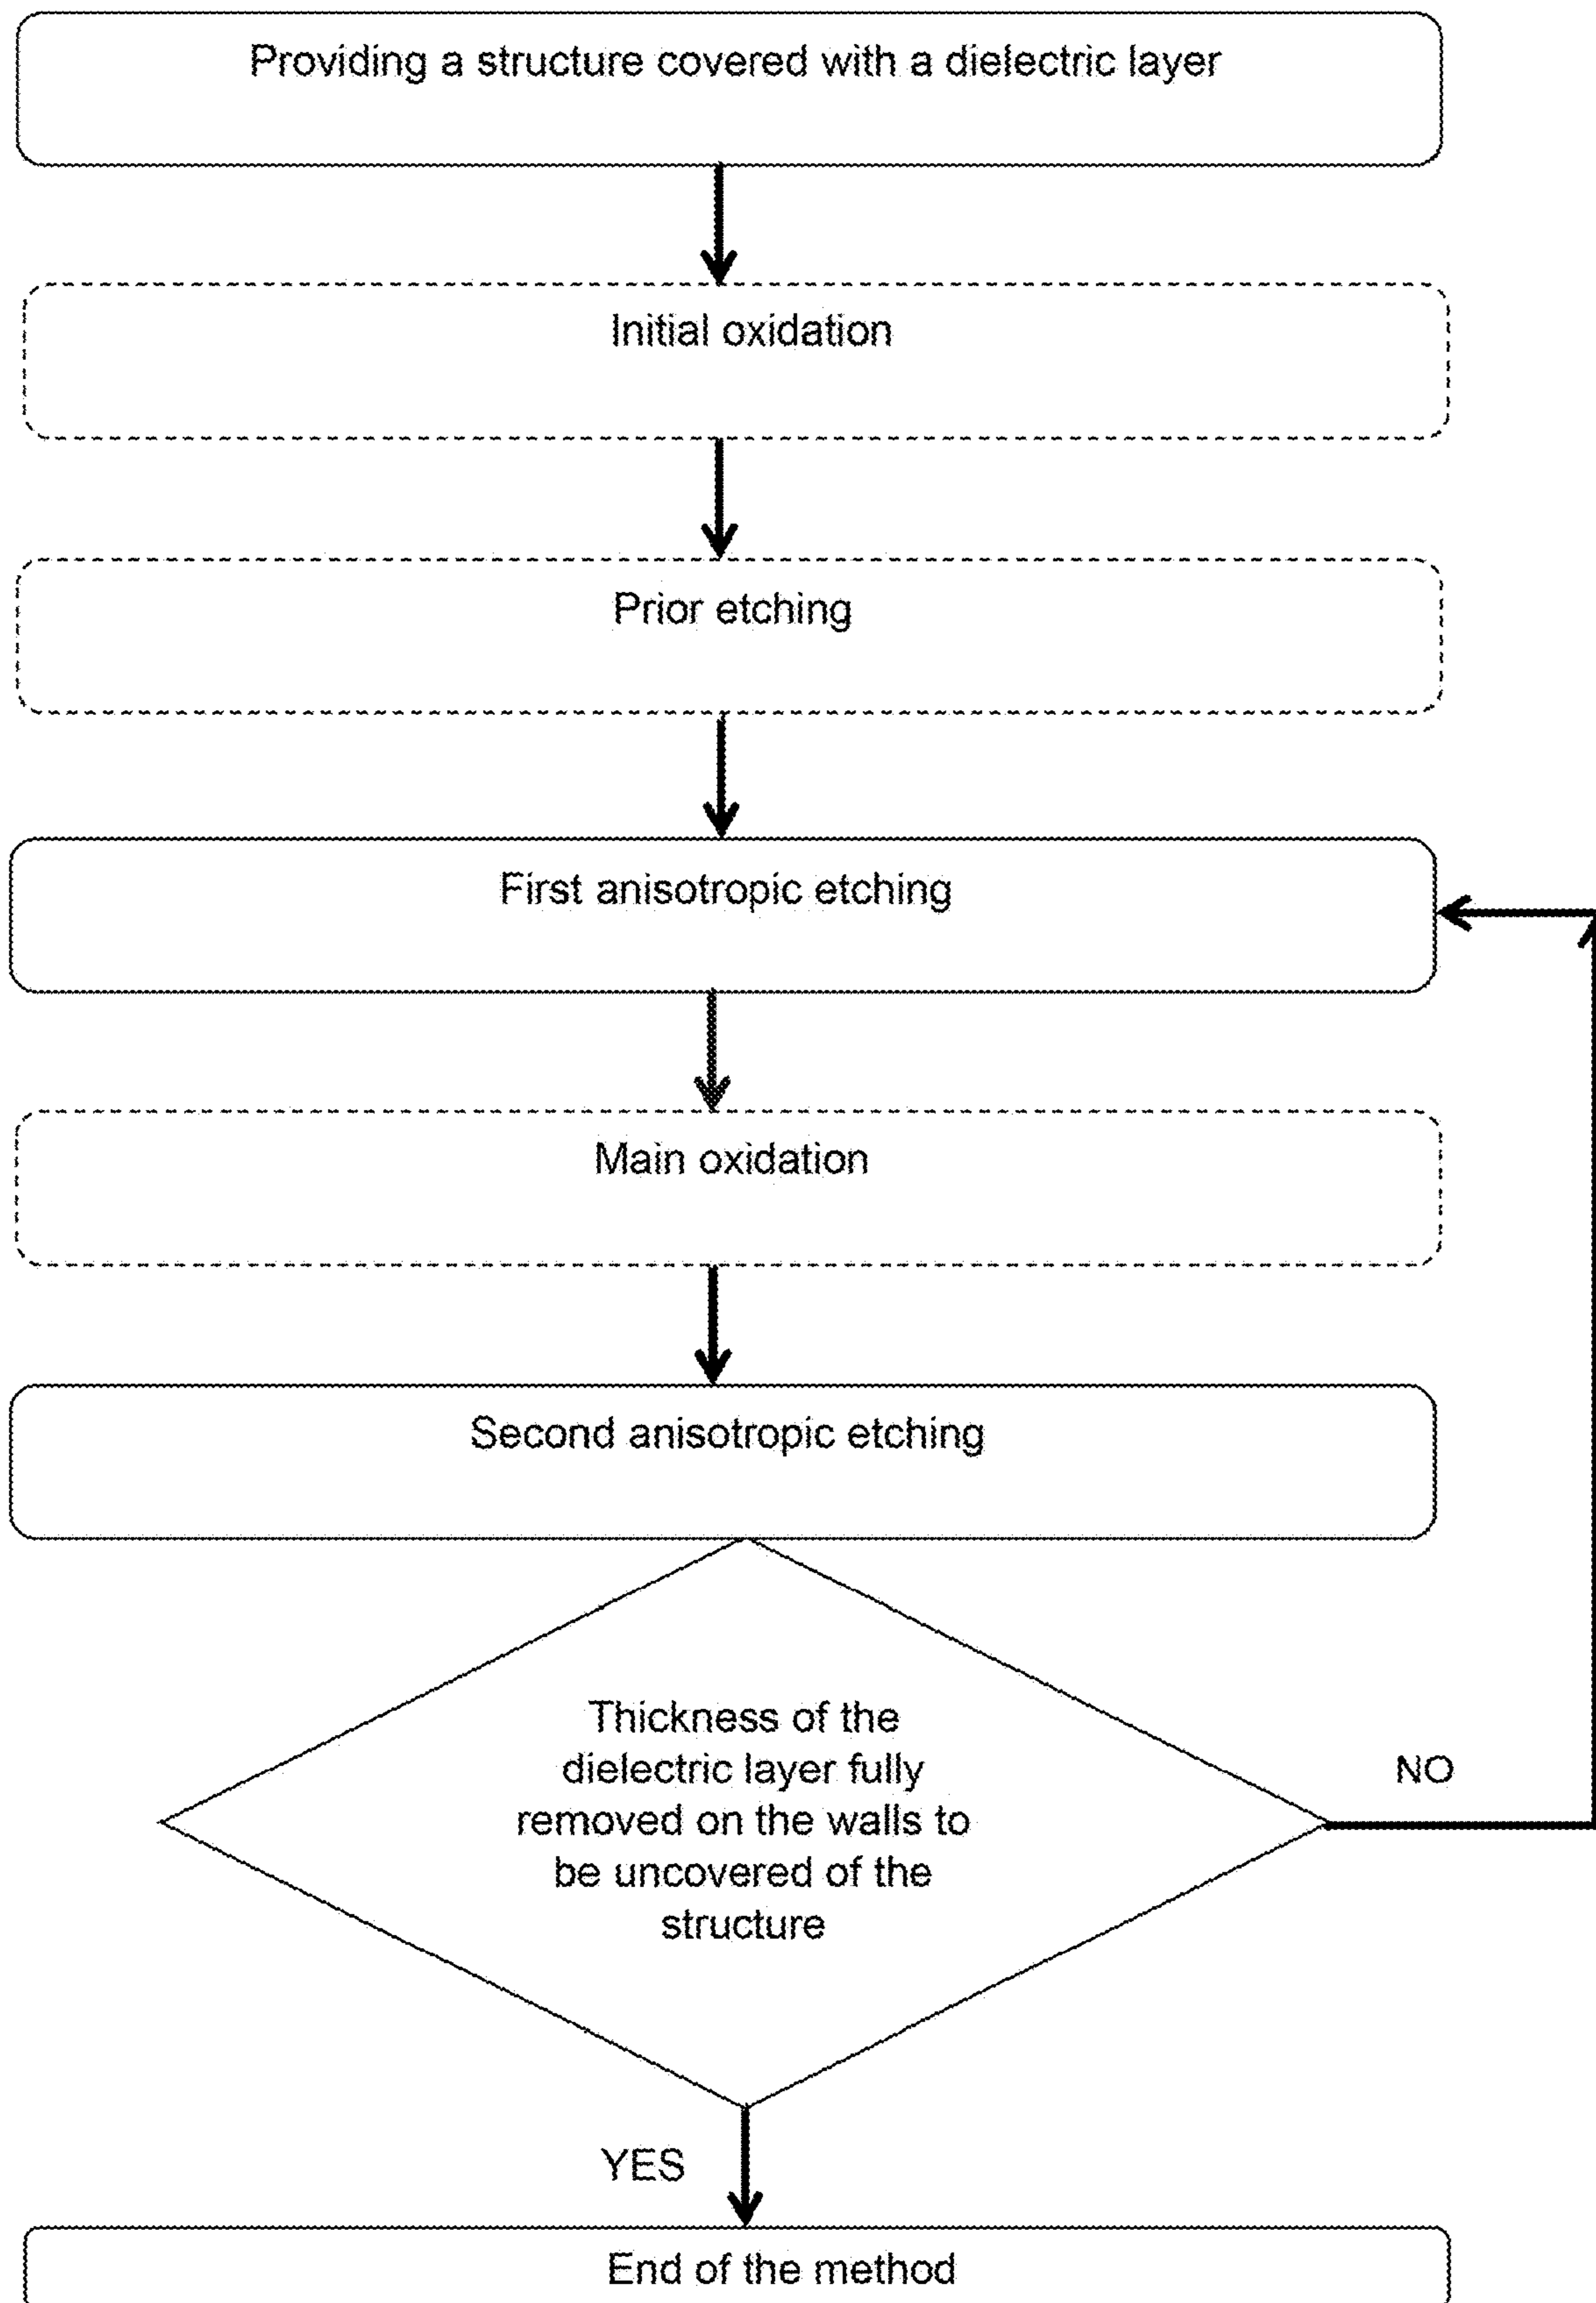 Providing a structure covered with a dielectric layer
Initial oxidation
Prior etching
First anisotropic etching
Main oxidation
Second anisotropic etching
Thickness of the
dielectric layer fully
removed on the walls to
be uncovered of the
structure
NO
YES
End of the method